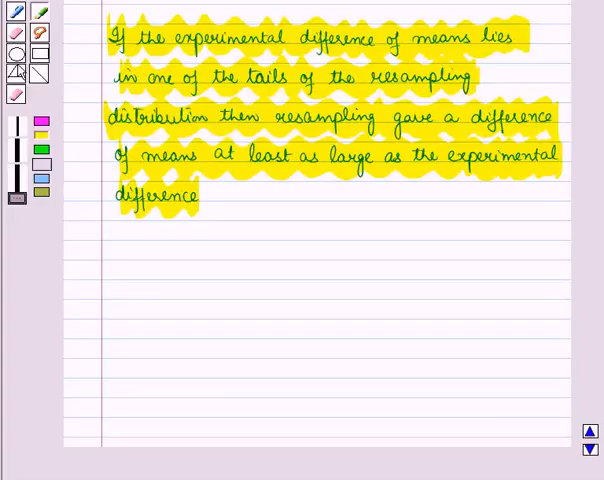 If the experimental difference of means lies
in one of the tails of the resampling
distribution then resampling gave a difference
of means at least as large as the experimental
difference